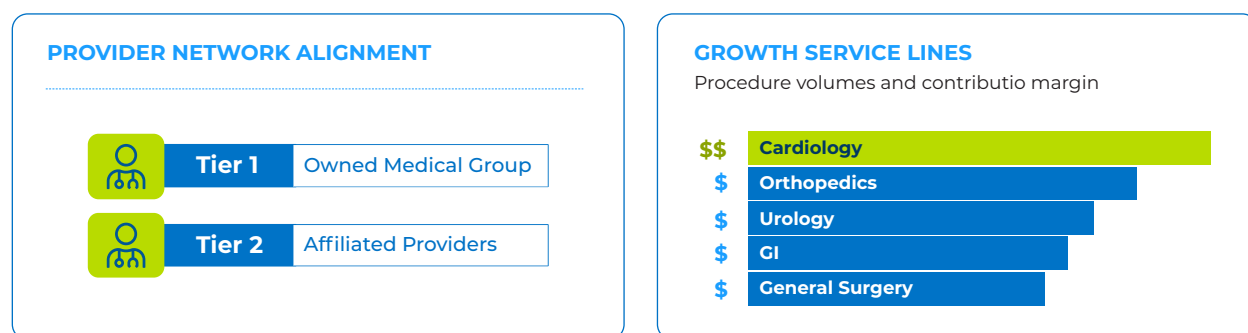 PROVIDER NETWORK ALIGNMENT
Tier 1 Owned Medical Group
Tier 2 Affiliated Providers
GROWTH SERVICE LINES
Procedure volumes and contributio margin
$$ Cardiology
$ Orthopedics
$ Urology
$ GI
$ General Surgery